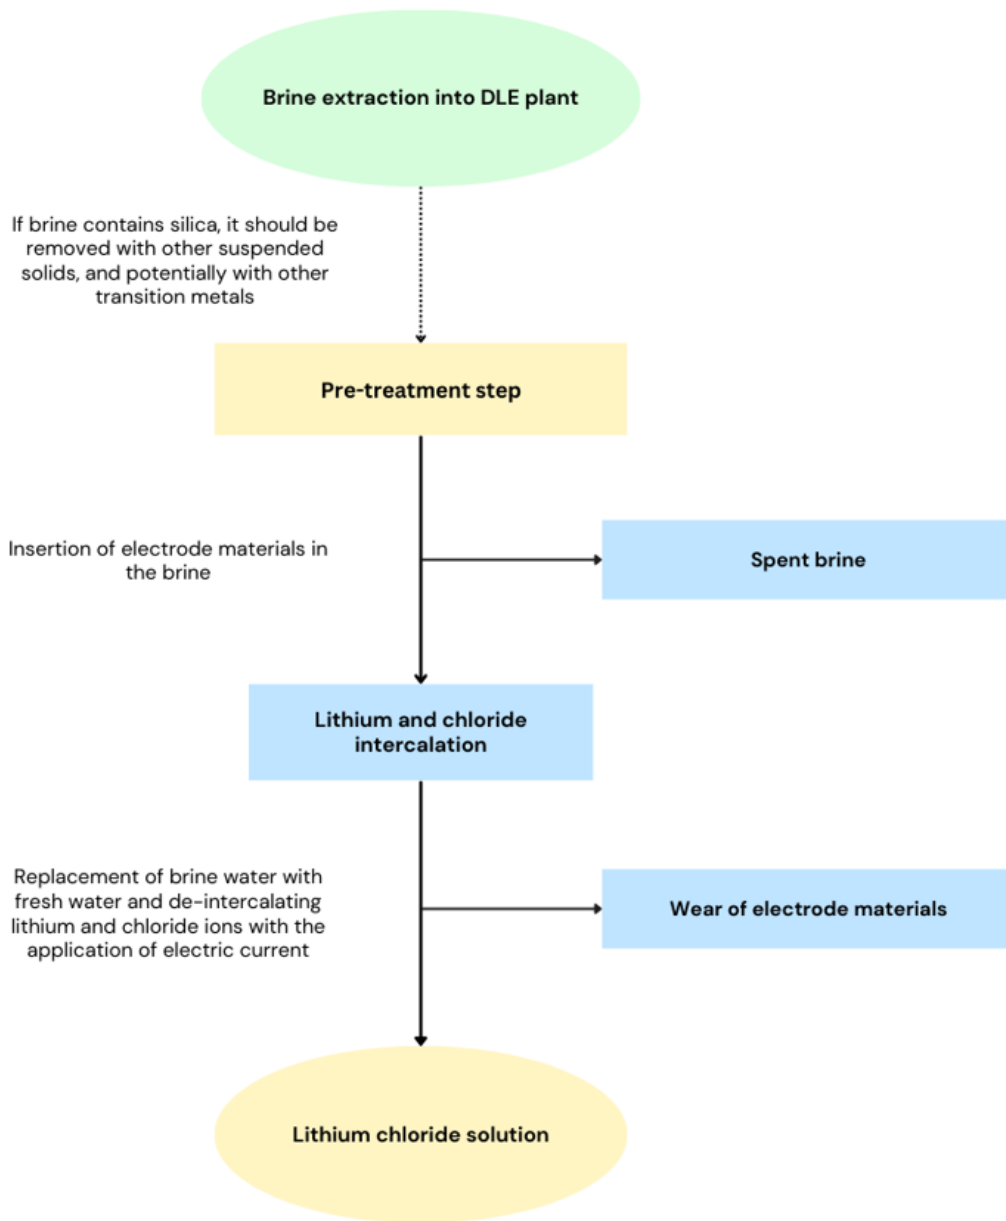 Brine extraction into DLE plant
If brine contains silica, it should be
removed with other suspended
solids, and potentially with other
transition metals
Pre-treatment step
Insertion of electrode materials in
the brine
Spent brine
Lithium and chloride
intercalation
Replacement of brine water with
fresh water and de-intercalating
lithium and chloride ions with the
application of electric current
Wear of electrode materials
Lithium chloride solution